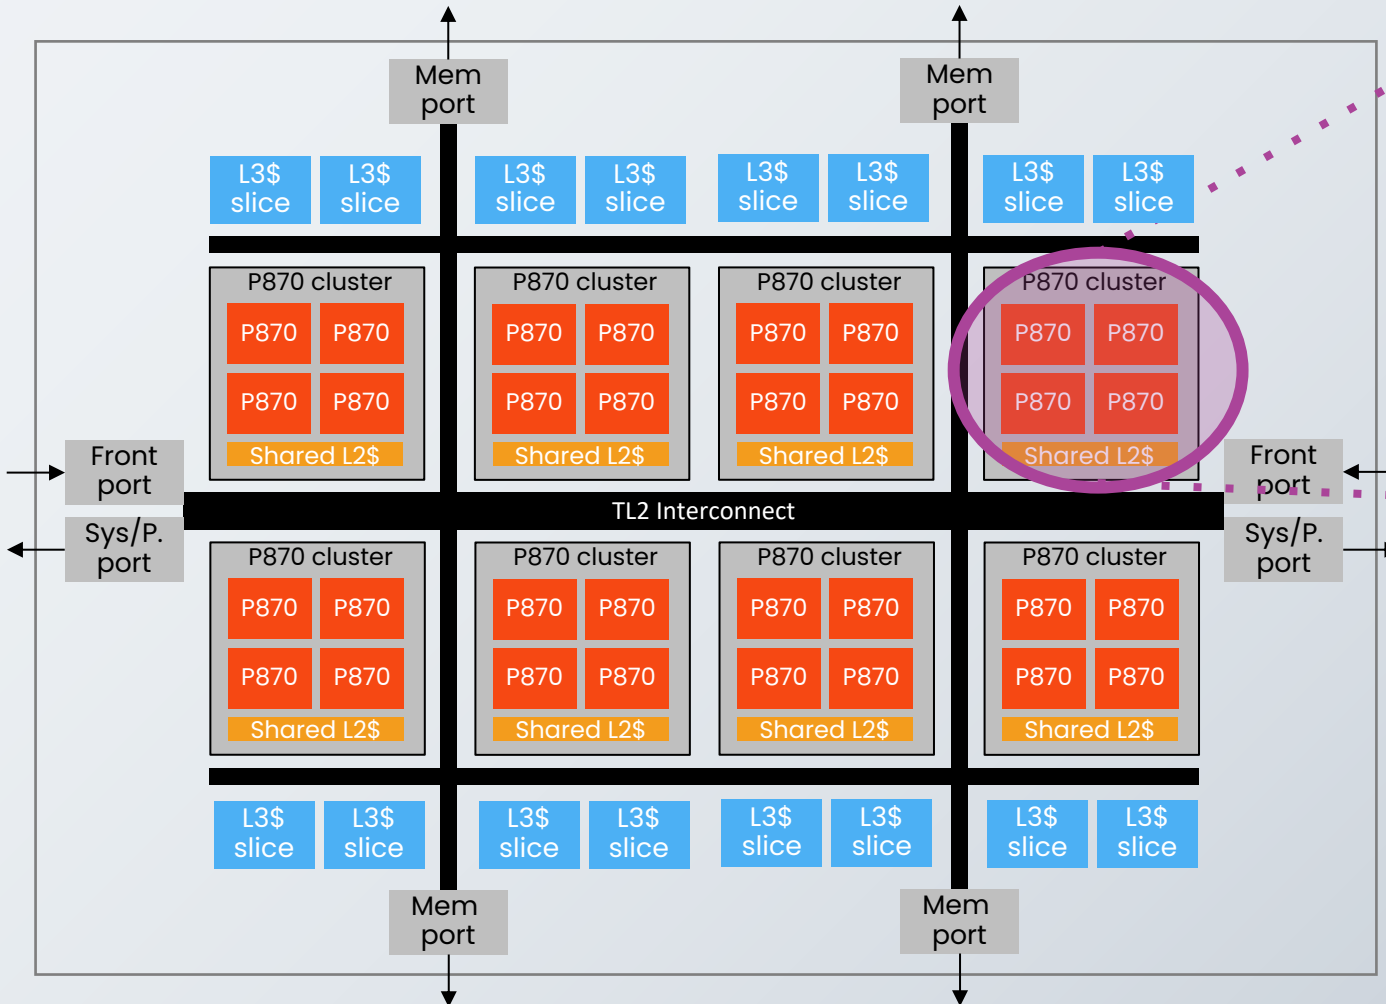 Mem
port
Mem
port
L3$
slice
L3$
slice
L3$
slice
L3$
slice
L3$
slice
L3$
slice
L3$
slice
L3$
slice
P870 cluster
P870 P870
P870 P870
Shared L2$
P870 cluster
P870 P870
P870 P870
Shared L2$
P870 cluster
P870 P870
P870 P870
Shared L2$
P870 cluster
P870 P870
P870 P870
Shared L2$
Front
port
Sys/P.
port
TL2 Interconnect
Front
port
Sys/P.
port
P870 cluster
P870 P870
P870 P870
Shared L2$
P870 cluster
P870 P870
P870 P870
Shared L2$
P870 cluster
P870 P870
P870 P870
Shared L2$
P870 cluster
P870 P870
P870 P870
Shared L2$
L3$
slice
L3$
slice
L3$
slice
L3$
slice
L3$
slice
L3$
slice
L3$
slice
L3$
slice
Mem
port
Mem
port